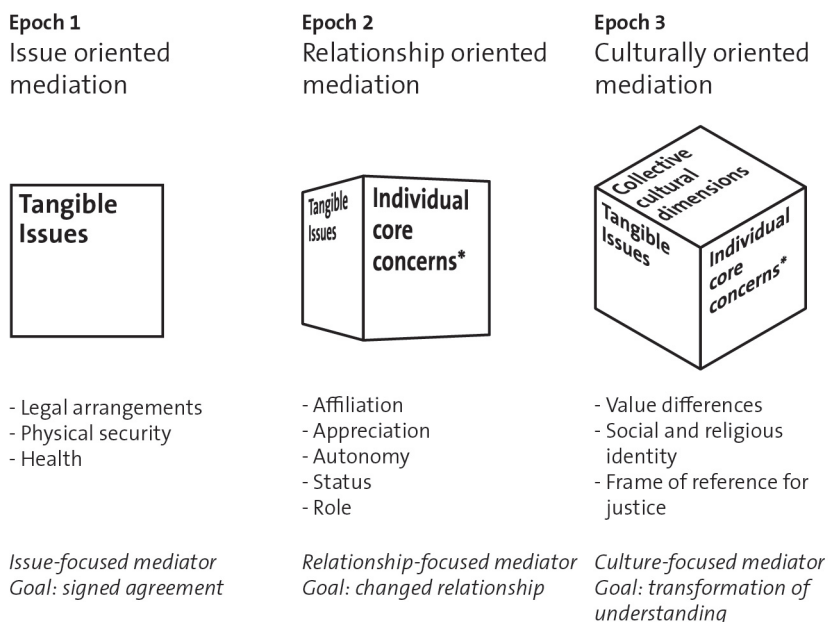 Epoch 1
Issue oriented
mediation
Tangible
Issues
- Legal arrangements
- Physical security
- Health
Issue-focused mediator
Goal: signed agreement
Epoch 2
Relationship oriented
mediation
Tangible
Issues
Individual
core
concerns*
- Affiliation
- Appreciation
- Autonomy
- Status
- Role
Relationship-focused mediator
Goal: changed relationship
Epoch 3
Culturally oriented
mediation
Collective
cultural
dimensions
Tangible
Issues
Individual
core
concerns*
- Value differences
- Social and religious
identity
- Frame of reference for
justice
Culture-focused mediator
Goal: transformation of
understanding